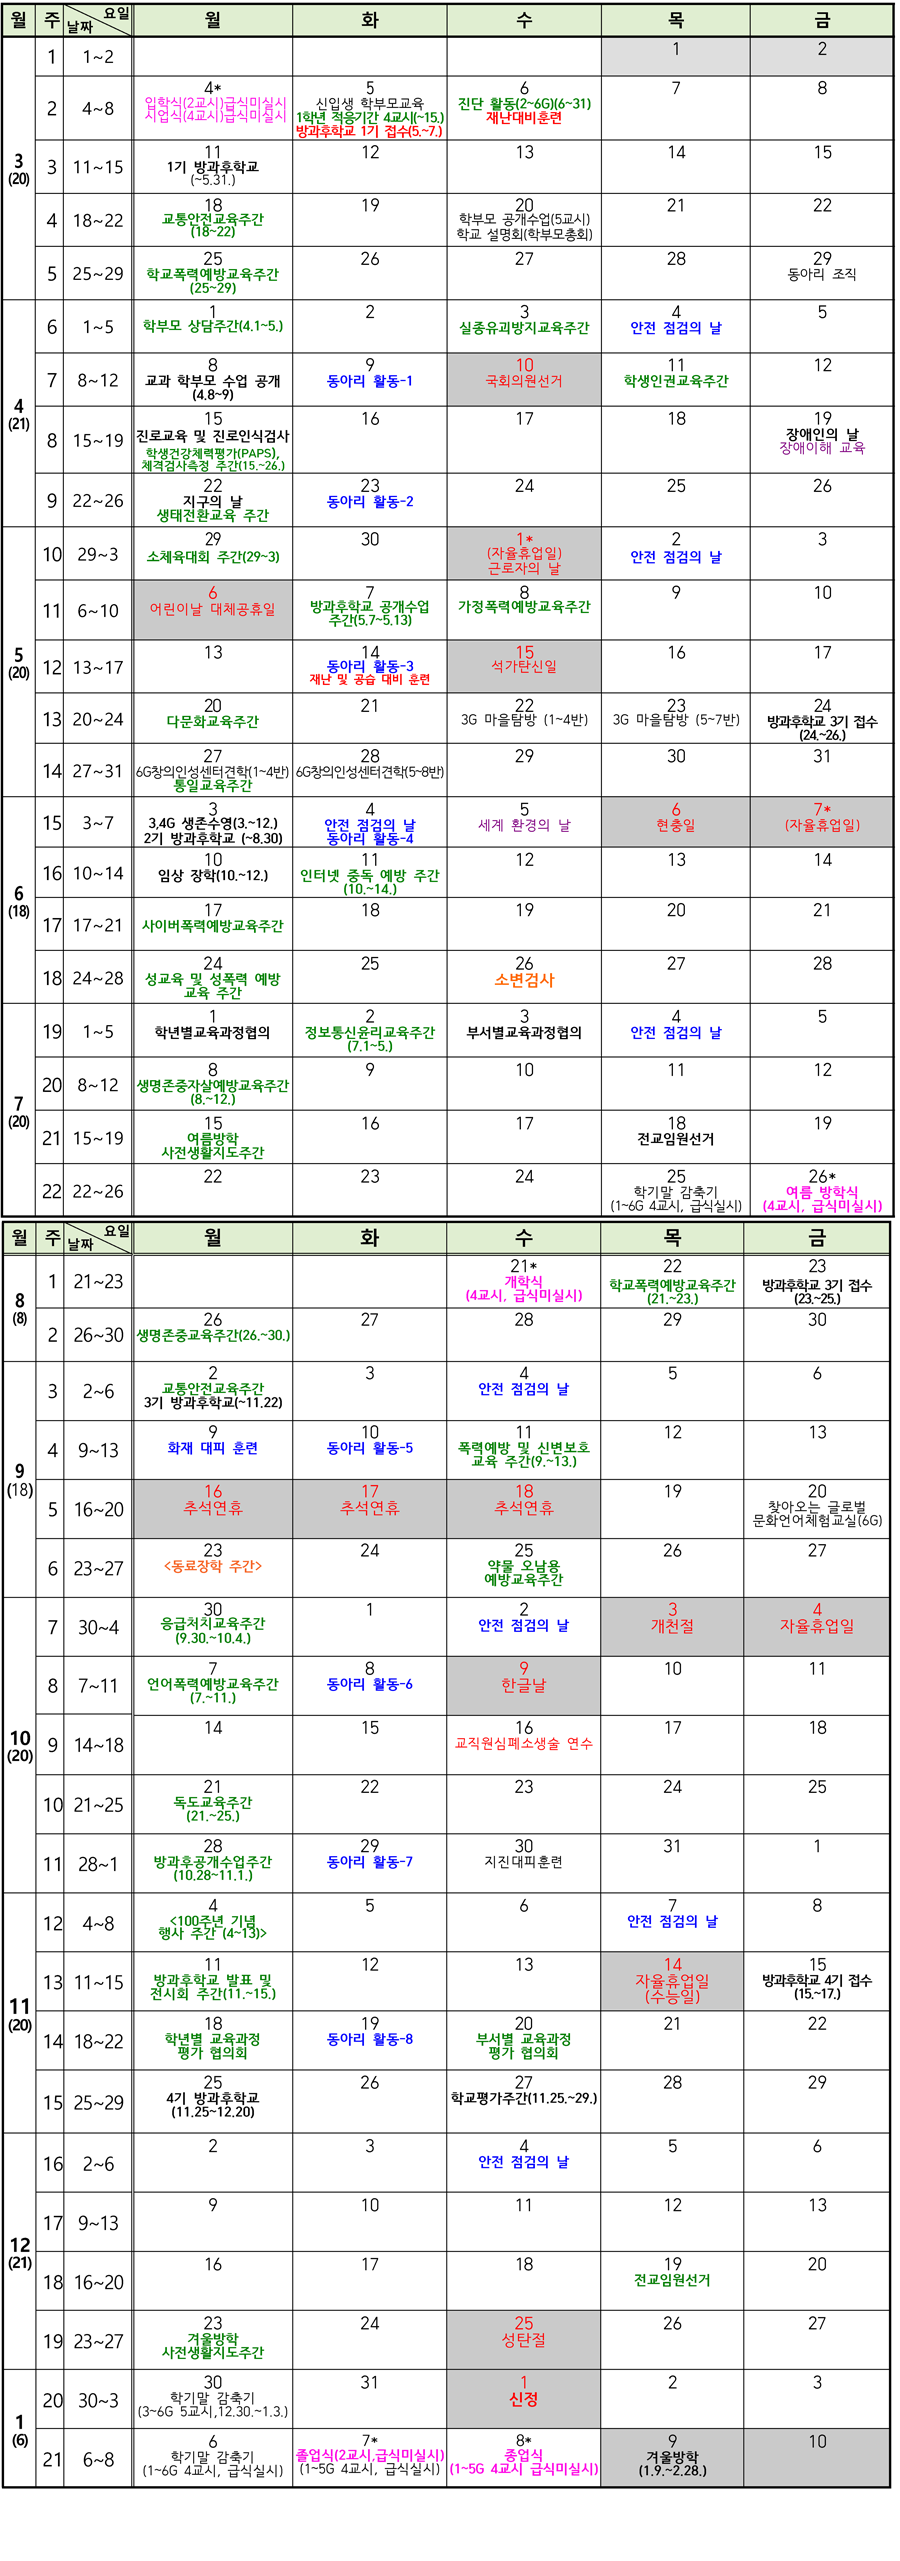 월 주 요일 날짜 월 화 수 목 금
3
(20)
1 1~2 1 2
2 4~8 4* 5 6 7 8
입학식(2교시)급식미실시
시업식(4교시)급식미실시
신입생 학부모교육
1학년 적응기간 4교시(~15.)
방과후학교 1기 접수(5.~7.)
진단 활동(2~6G)(6~31)
재난대비훈련
3 11~15 11 12 13 14 15
1기 방과후학교
(~5.31.)
4 18~22 18 19 20 21 22
교통안전교육주간
(18~22)
학부모 공개수업(5교시)
학교 설명회(학부모총회)
5 25~29 25 26 27 28 29
학교폭력예방교육주간
(25~29)
동아리 조직
4
(21)
6 1~5 1 2 3 4 5
학부모 상담주간(4.1~5.)
실종유괴방지교육주간
안전 점검의 날
7 8~12 8 9 10 11 12
교과 학부모 수업 공개
(4.8~9)
동아리 활동-1
국회의원선거
학생인권교육주간
8 15~19 15 16 17 18 19
진로교육 및 진로인식검사
학생건강체력평가(PAPS),
체격검사측정 주간(15.~26.)
장애인의 날
장애이해 교육
9 22~26 22 23 24 25 26
지구의 날
생태전환교육 주간
동아리 활동-2
5
(20)
10 29~3 29 30 1* 2 3
소체육대회 주간(29~3)
(자율휴업일)
근로자의 날
안전 점검의 날
11 6~10 6 7 8 9 10
어린이날 대체공휴일
방과후학교 공개수업
주간(5.7~5.13)
가정폭력예방교육주간
12 13~17 13 14 15 16 17
동아리 활동-3
재난 및 공습 대비 훈련
석가탄신일
13 20~24 20 21 22 23 24
다문화교육주간
3G 마을탐방 (1~4반)
3G 마을탐방 (5~7반)
방과후학교 3기 접수
(24.~26.)
14 27~31 27 28 29 30 31
6G창의인성센터견학(1~4반)
통일교육주간
6G창의인성센터견학(5~8반)
6
(18)
15 3~7 3 4 5 6 7*
3,4G 생존수영(3.~12.)
2기 방과후학교 (~8.30)
안전 점검의 날
동아리 활동-4
세계 환경의 날
현충일
(자율휴업일)
16 10~14 10 11 12 13 14
임상 장학(10.~12.)
인터넷 중독 예방 주간
(10.~14.)
17 17~21 17 18 19 20 21
사이버폭력예방교육주간
18 24~28 24 25 26 27 28
성교육 및 성폭력 예방
교육 주간
소변검사
7
(20)
19 1~5 1 2 3 4 5
학년별교육과정협의
정보통신윤리교육주간
(7.1~5.)
부서별교육과정협의
안전 점검의 날
20 8~12 8 9 10 11 12
생명존중자살예방교육주간
(8.~12.)
21 15~19 15 16 17 18 19
여름방학
사전생활지도주간
전교임원선거
22 22~26 22 23 24 25 26*
학기말 감축기
(1~6G 4교시, 급식실시)
여름 방학식
(4교시, 급식미실시)
월 주 요일 날짜 월 화 수 목 금
8
(8)
1 21~23 21* 22 23
개학식
(4교시, 급식미실시)
학교폭력예방교육주간
(21.~23.)
방과후학교 3기 접수
(23.~25.)
2 26~30 26 27 28 29 30
생명존중교육주간(26.~30.)
9
(18)
3 2~6 2 3 4 5 6
교통안전교육주간
3기 방과후학교(~11.22)
안전 점검의 날
4 9~13 9 10 11 12 13
화재 대피 훈련
동아리 활동-5
폭력예방 및 신변보호
교육 주간(9.~13.)
5 16~20 16 17 18 19 20
추석연휴
추석연휴
추석연휴
찾아오는 글로벌
문화언어체험교실(6G)
6 23~27 23 24 25 26 27
<동료장학 주간>
약물 오남용
예방교육주간
10
(20)
7 30~4 30 1 2 3 4
응급처치교육주간
(9.30.~10.4.)
안전 점검의 날
개천절
자율휴업일
8 7~11 7 8 9 10 11
언어폭력예방교육주간
(7.~11.)
동아리 활동-6
한글날
9 14~18 14 15 16 17 18
교직원심폐소생술 연수
10 21~25 21 22 23 24 25
독도교육주간
(21.~25.)
11 28~1 28 29 30 31 1
방과후공개수업주간
(10.28~11.1.)
동아리 활동-7
지진대피훈련
11
(20)
12 4~8 4 5 6 7 8
<100주년 기념
행사 주간 (4~13)>
안전 점검의 날
13 11~15 11 12 13 14 15
방과후학교 발표 및
전시회 주간(11.~15.)
자율휴업일
(수능일)
방과후학교 4기 접수
(15.~17.)
14 18~22 18 19 20 21 22
학년별 교육과정
평가 협의회
동아리 활동-8
부서별 교육과정
평가 협의회
15 25~29 25 26 27 28 29
4기 방과후학교
(11.25~12.20)
학교평가주간(11.25.~29.)
12
(21)
16 2~6 2 3 4 5 6
안전 점검의 날
17 9~13 9 10 11 12 13
18 16~20 16 17 18 19 20
전교임원선거
19 23~27 23 24 25 26 27
겨울방학
사전생활지도주간
성탄절
1
(6)
20 30~3 30 31 1 2 3
학기말 감축기
(3~6G 5교시,12.30.~1.3.)
신정
21 6~8 6 7* 8* 9 10
학기말 감축기
(1~6G 4교시, 급식실시)
졸업식(2교시,급식미실시)
(1~5G 4교시, 급식실시)
종업식
(1~5G 4교시 급식미실시)
겨울방학
(1.9.~2.28.)